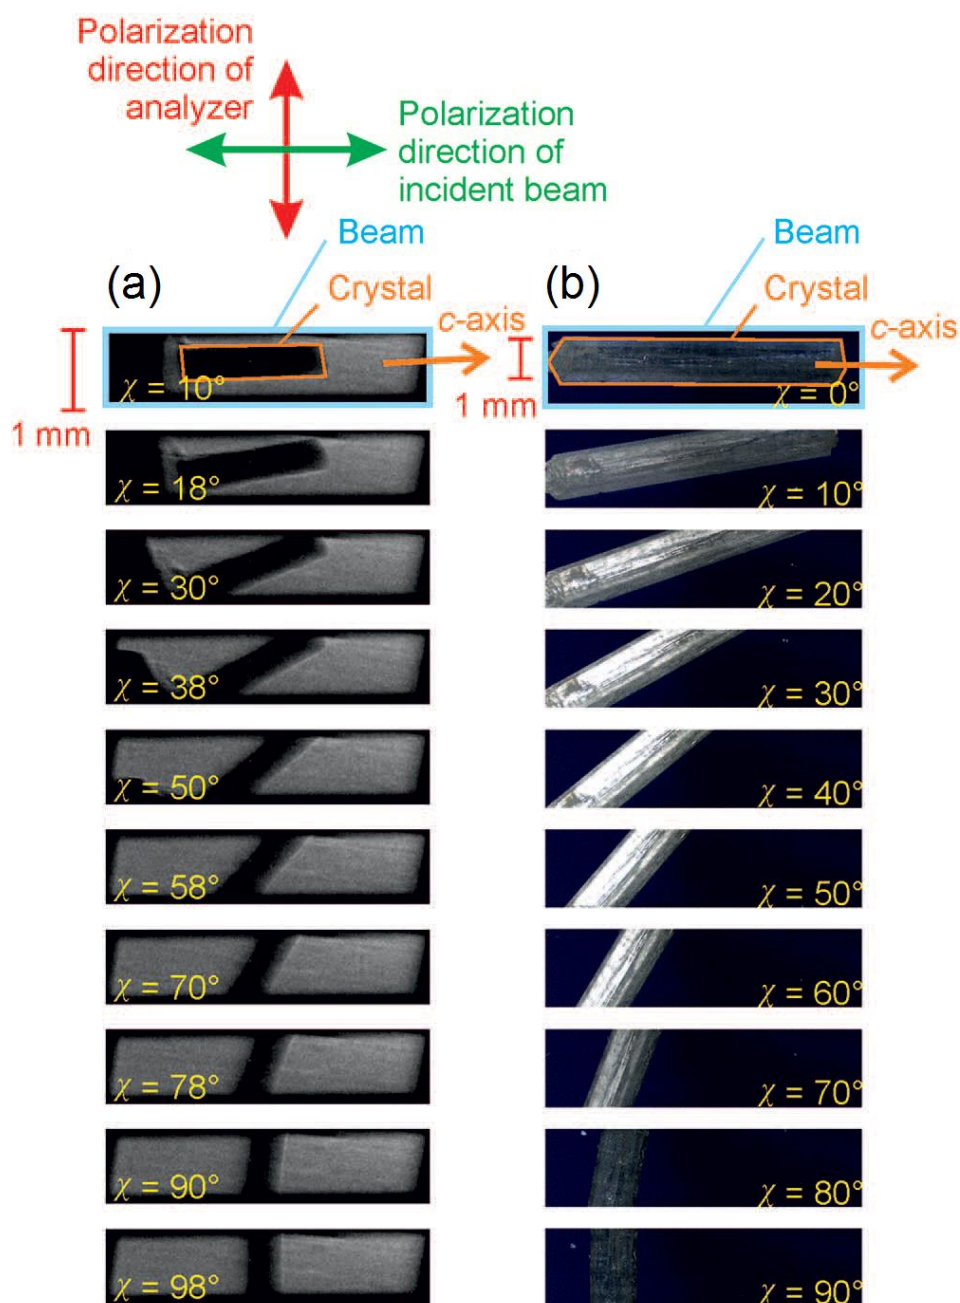 Polarization
direction of
analyzer
Polarization
direction of
incident beam
Beam
Beam
(a)
Crystal
(b)
Crystal
c-axis
c-axis
χ = 10°
χ = 0°
1 mm
1 mm
χ = 18°
χ = 10°
χ = 30°
χ = 20°
χ = 38°
χ = 30°
χ = 50°
χ = 40°
χ = 58°
χ = 50°
χ = 70°
χ = 60°
χ = 78°
χ = 70°
χ = 90°
χ = 80°
χ = 98°
χ = 90°